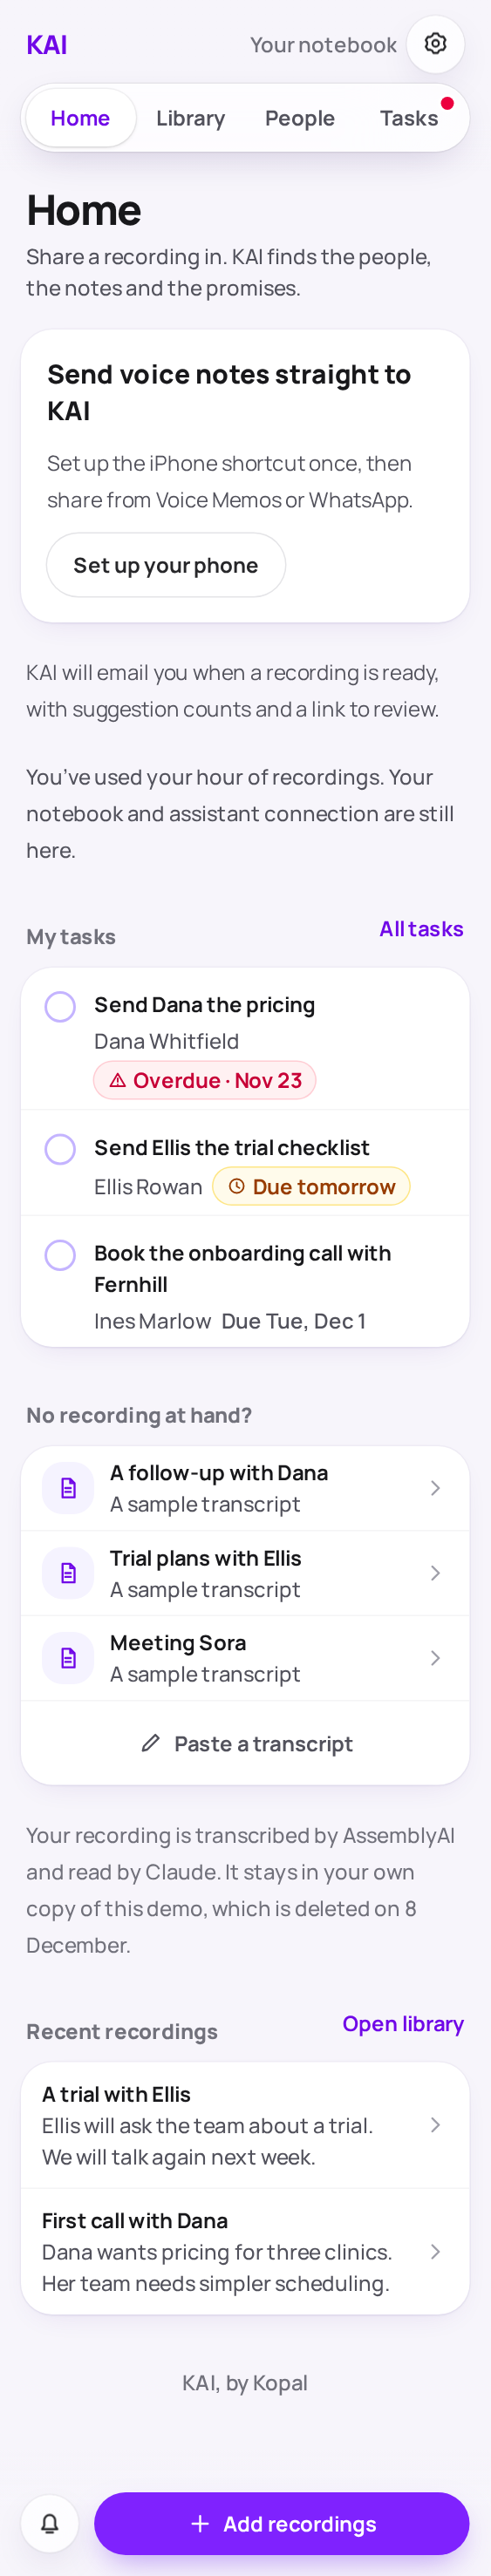 KAI
Your notebook
Home
Library
People
Tasks
Home
Share a recording in. KAI finds the people,
the notes and the promises.
Send voice notes straight to
KAI
Set up the iPhone shortcut once, then
share from Voice Memos or WhatsApp.
Set up your phone
KAI will email you when a recording is ready,
with suggestion counts and a link to review.
You’ve used your hour of recordings. Your
notebook and assistant connection are still
here.
My tasks
All tasks
Send Dana the pricing
Dana Whitfield
Overdue · Nov 23
Send Ellis the trial checklist
Ellis Rowan
Due tomorrow
Book the onboarding call with
Fernhill
Ines Marlow Due Tue, Dec 1
No recording at hand?
A follow-up with Dana
A sample transcript
Trial plans with Ellis
A sample transcript
Meeting Sora
A sample transcript
Paste a transcript
Your recording is transcribed by AssemblyAI
and read by Claude. It stays in your own
copy of this demo, which is deleted on 8
December.
Recent recordings
Open library
A trial with Ellis
Ellis will ask the team about a trial.
We will talk again next week.
First call with Dana
Dana wants pricing for three clinics.
Her team needs simpler scheduling.
KAI, by Kopal
Add recordings